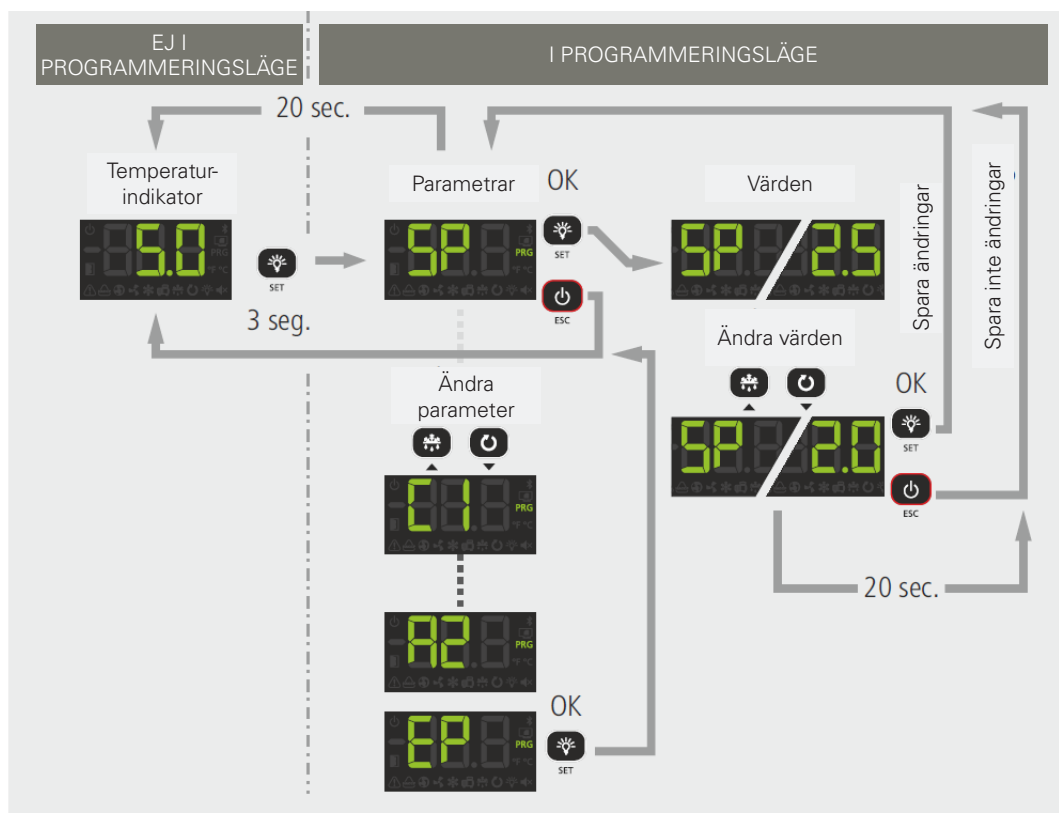 EJ I
PROGRAMMERINGSLÄGE
I PROGRAMMERINGSLÄGE
20 sec.
Temperatur-
indikator
Parametrar
OK
Värden
5.0
PRG
°F °C
SET
3 seg.
SP
PRG
°F °C
SET
ESC
SP
2.5
Spara ändringar
Spara inte ändringar
Ändra värden
OK
SP
2.0
SET
ESC
20 sec.
Ändra
parameter
C1
PRG
°F °C
A2
PRG
°F °C
EP
PRG
°F °C
OK
SET